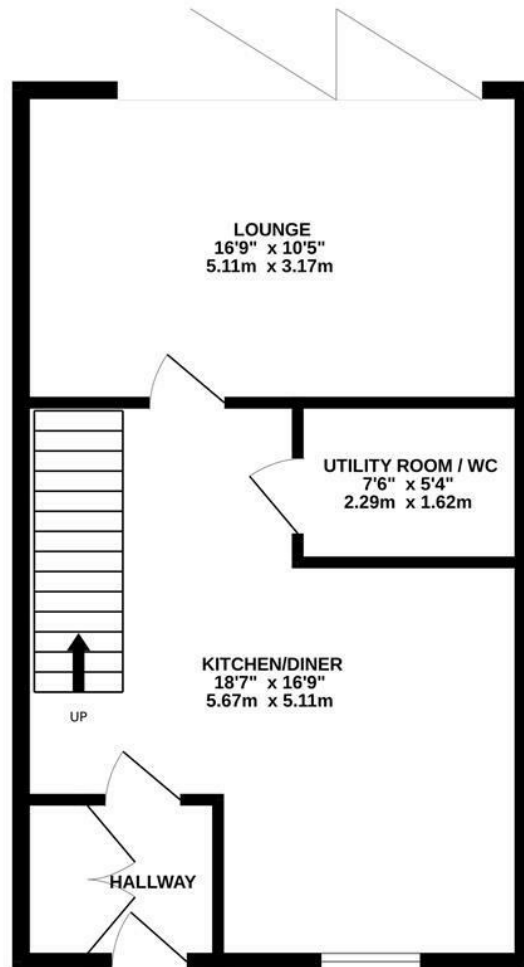 LOUNGE
16'9" x 10'5"
5.11m x 3.17m
UTILITY ROOM / WC
7'6" x 5'4"
2.29m x 1.62m
KITCHEN/DINER
18'7" x 16'9"
5.67m x 5.11m
UP
HALLWAY